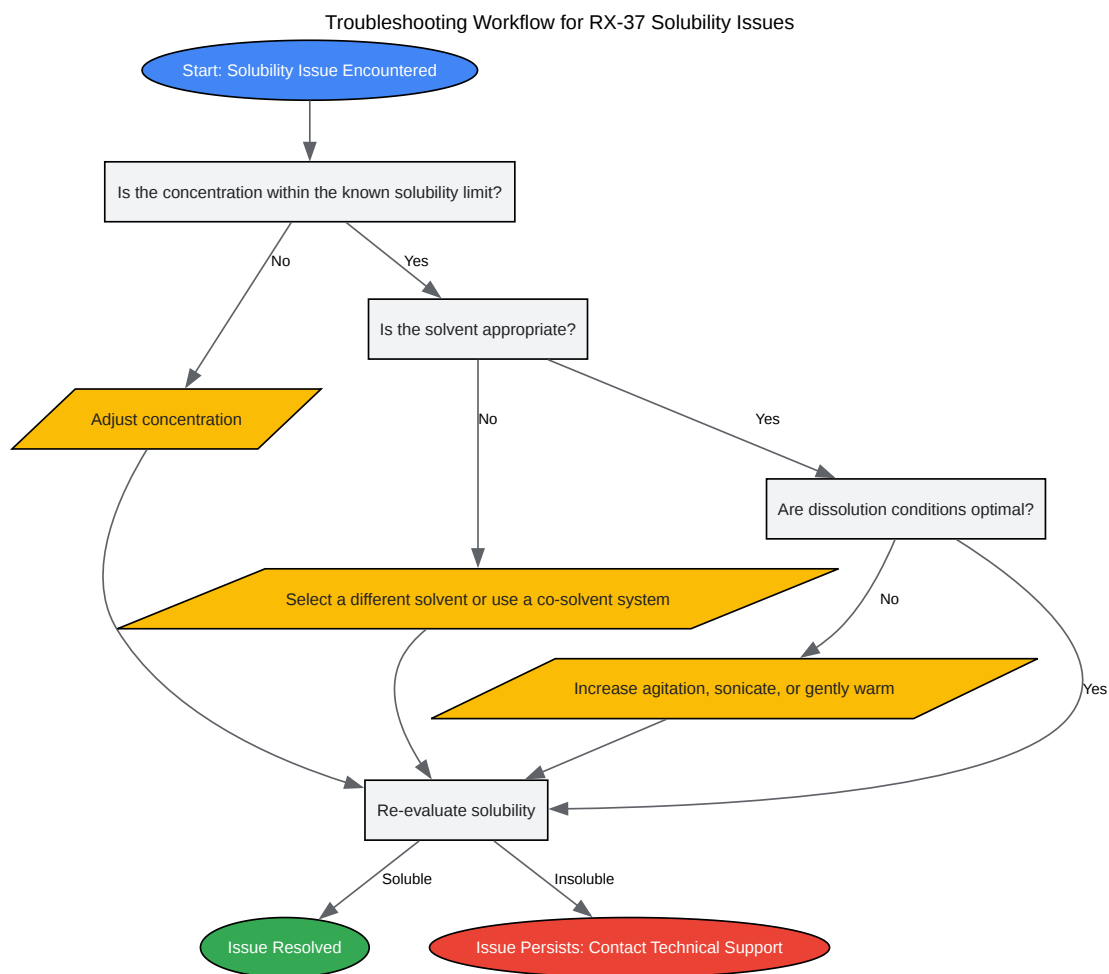 Troubleshooting Workflow for RX-37 Solubility Issues
Start: Solubility Issue Encountered
Is the concentration within the known solubility limit?
No
Yes
Is the solvent appropriate?
Adjust concentration
No
Yes
Are dissolution conditions optimal?
Select a different solvent or use a co-solvent system
No
Increase agitation, sonicate, or gently warm
Yes
Re-evaluate solubility
Soluble
Insoluble
Issue Resolved
Issue Persists: Contact Technical Support